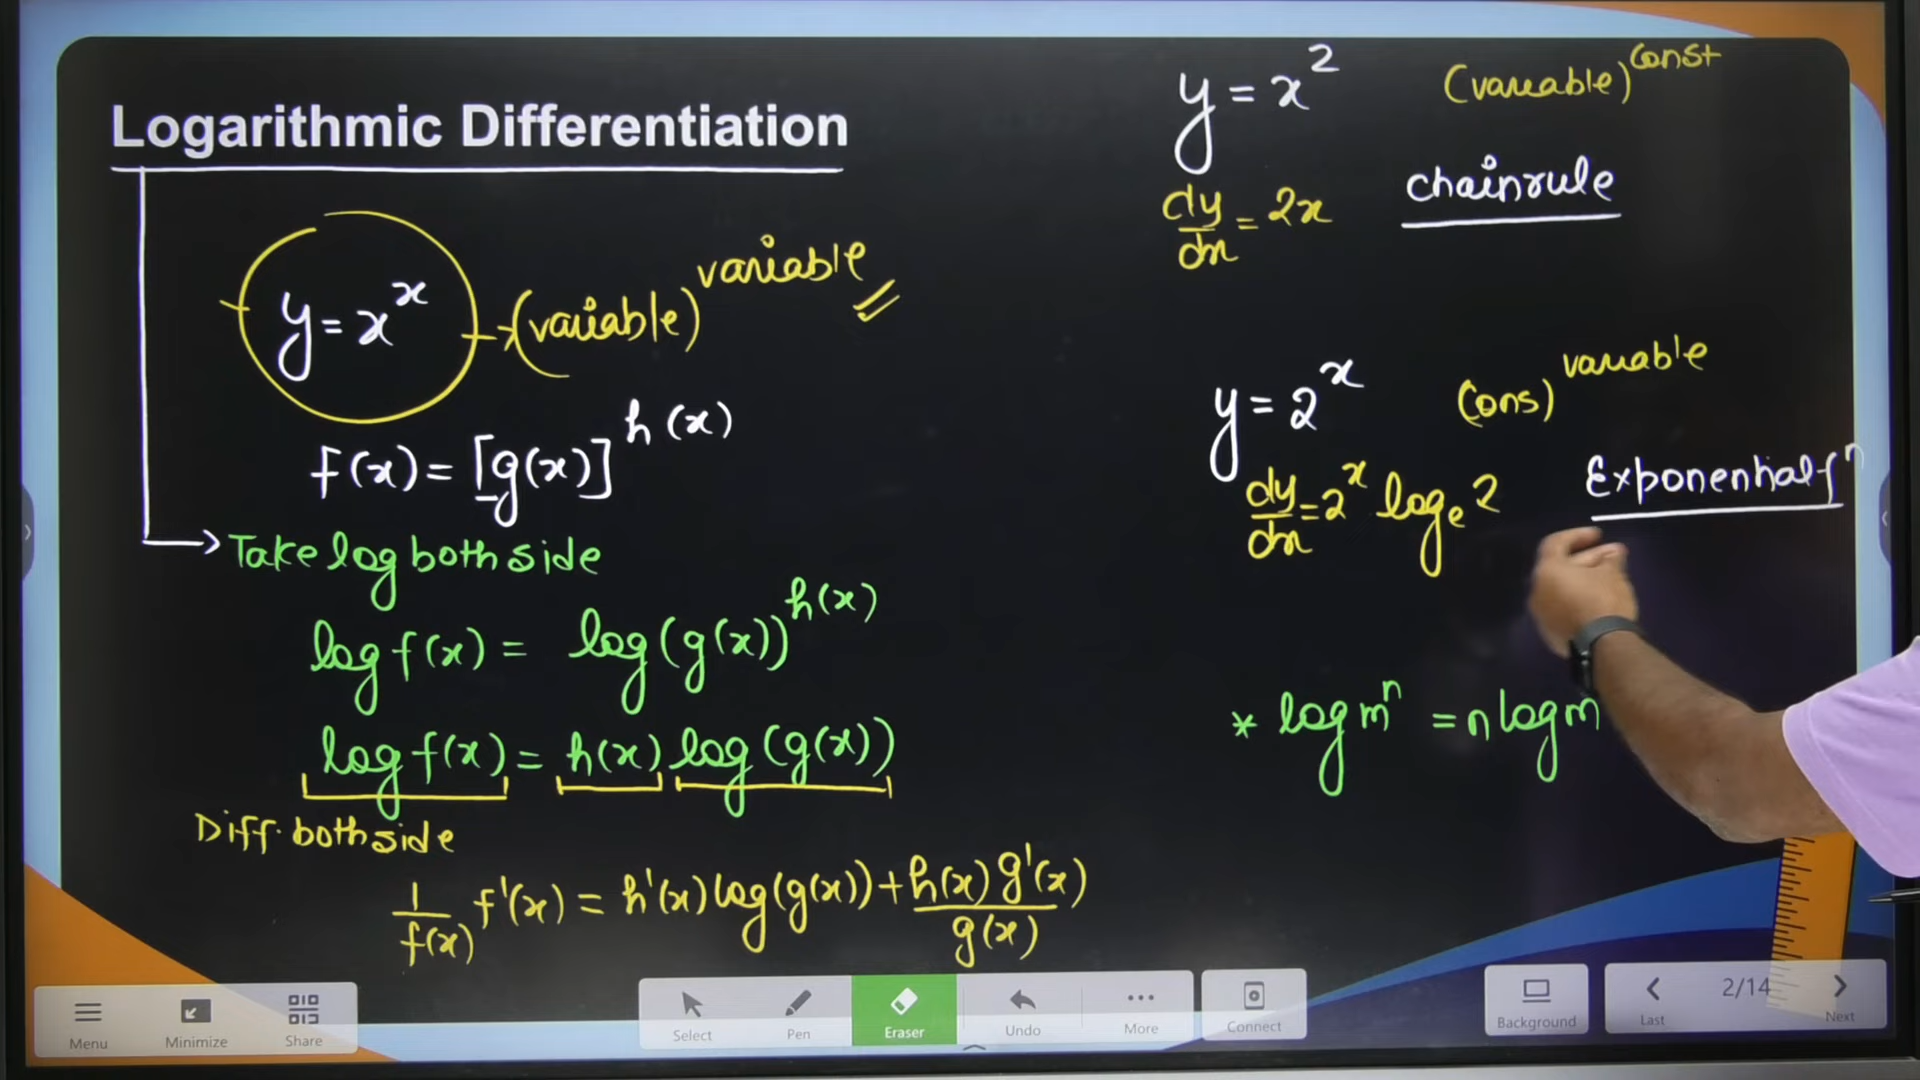 Logarithmic Differentiation
y = x^x → (variable)^variable
f(x) = [g(x)]^h(x)
Take log both side
log f(x) = log(g(x))^h(x)
log f(x) = h(x) log(g(x))
Diff. both side
1/f(x) f'(x) = h'(x) log(g(x)) + h(x) g'(x)/g(x)
y = x^2 (variable)^const
dy/dx = 2x chainrule
y = 2^x (cons)^variable
dy/dx = 2^x log_e 2 Exponential f^n
* log m^n = n log m
Menu Minimize Share Select Pen Eraser Undo More Connect Background Last 2/14 Next